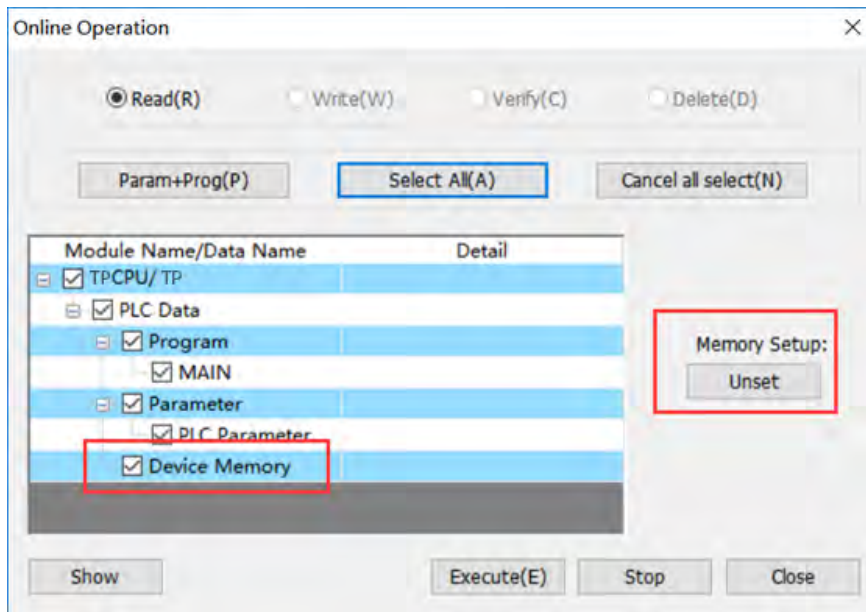 Online Operation
Read(R) Write(W) Verify(C) Delete(D)
Param+Prog(P) Select All(A) Cancel all select(N)
Module Name/Data Name Detail
TPCPU/ TP
PLC Data
Program
MAIN
Parameter
PLC Parameter
Device Memory
Memory Setup:
Unset
Show Execute(E) Stop Close